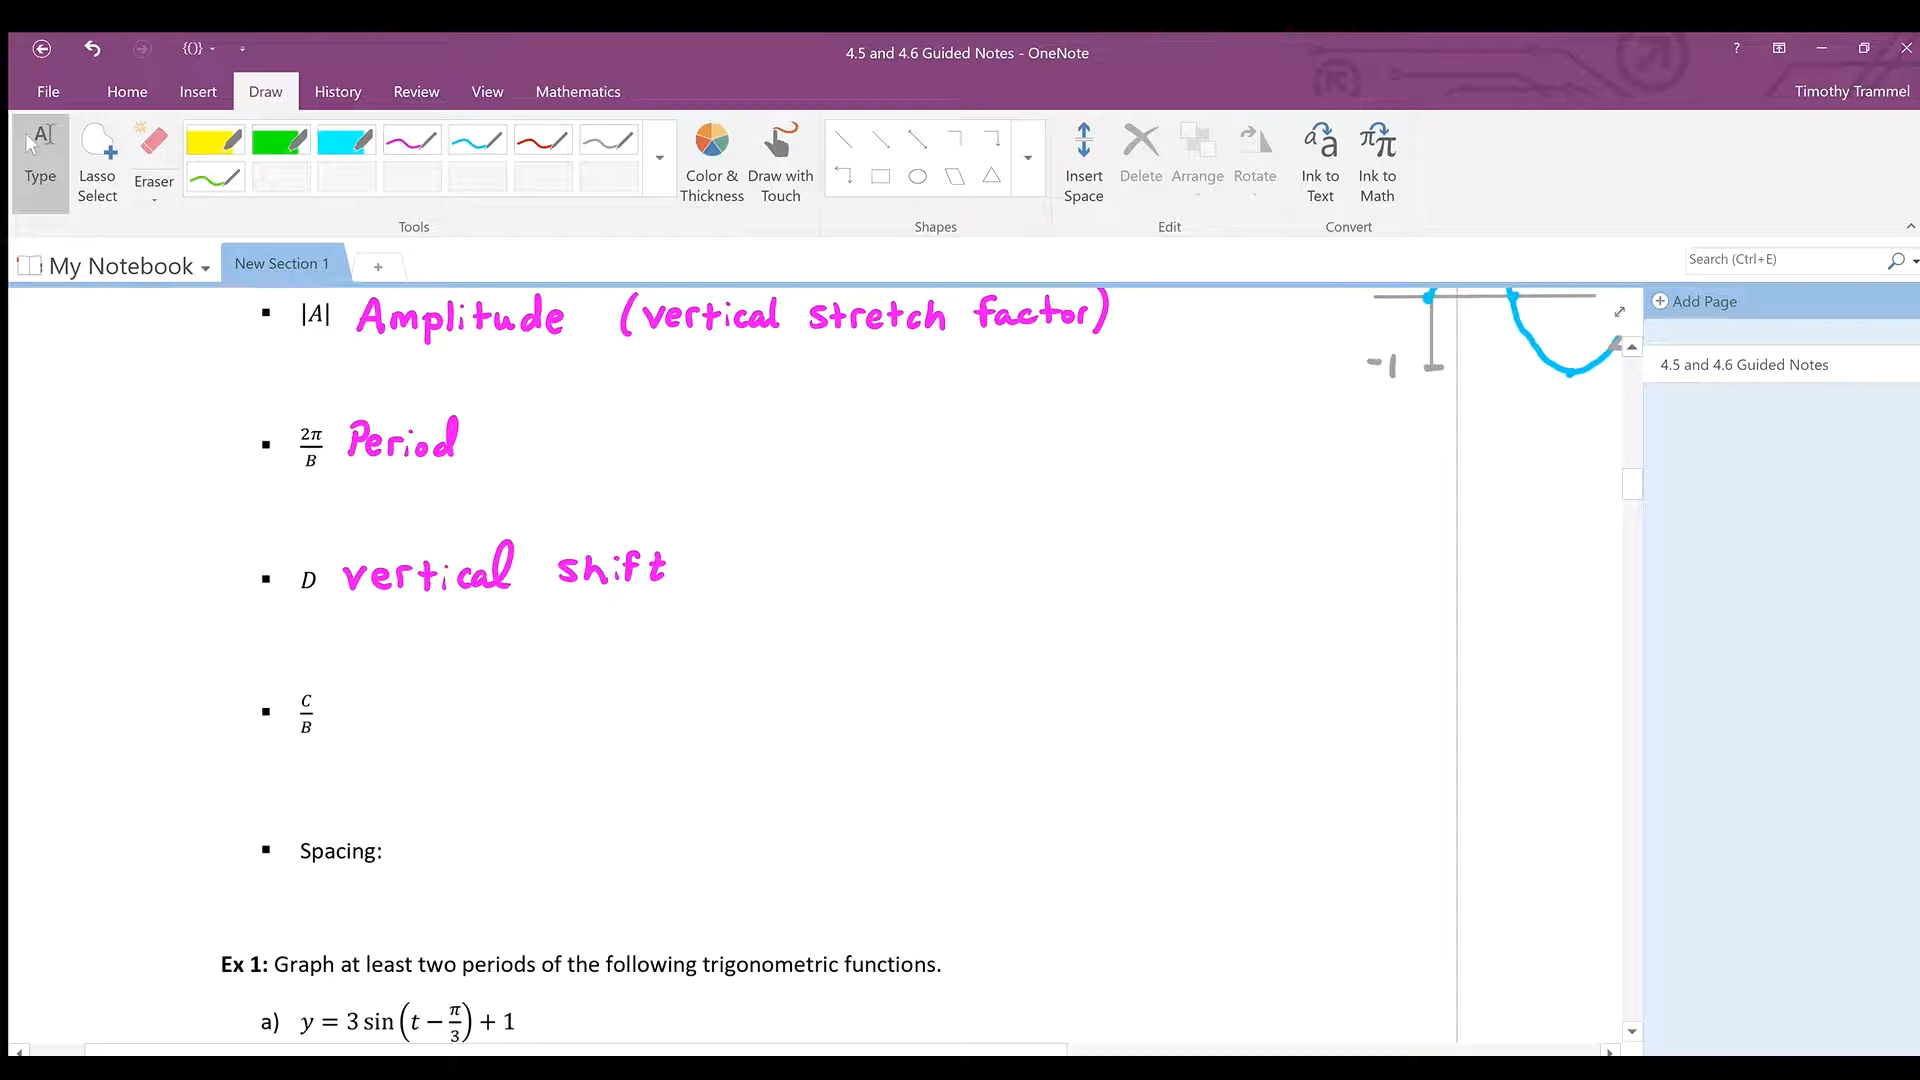 4.5 and 4.6 Guided Notes - OneNote
?
File Home Insert Draw History Review View Mathematics
Timothy Trammel
Type
Lasso Select
Eraser
Color & Thickness
Draw with Touch
Insert Space
Delete
Arrange
Rotate
Ink to Text
Ink to Math
Tools Shapes Edit Convert
My Notebook
New Section 1
+
Search (Ctrl+E)
Add Page
4.5 and 4.6 Guided Notes
▪ |A| Amplitude (vertical stretch factor)
-1
▪ 2π/B Period
▪ D vertical shift
▪ C/B
▪ Spacing:
Ex 1: Graph at least two periods of the following trigonometric functions.
a) y = 3 sin(t − π/3) + 1